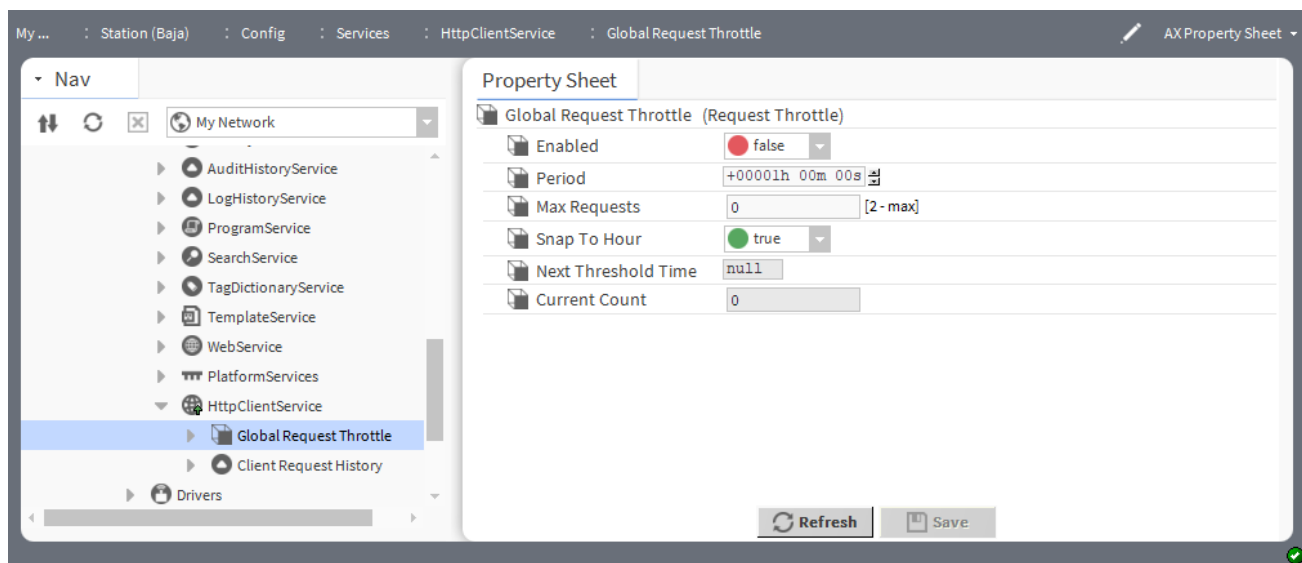 My ... : Station (Baja) : Config : Services : HttpClientService : Global Request Throttle AX Property Sheet
Nav
My Network
AuditHistoryService
LogHistoryService
ProgramService
SearchService
TagDictionaryService
TemplateService
WebService
PlatformServices
HttpClientService
Global Request Throttle
Client Request History
Drivers
Property Sheet
Global Request Throttle (Request Throttle)
Enabled false
Period +00001h 00m 00s
Max Requests 0 [2 - max]
Snap To Hour true
Next Threshold Time null
Current Count 0
Refresh Save